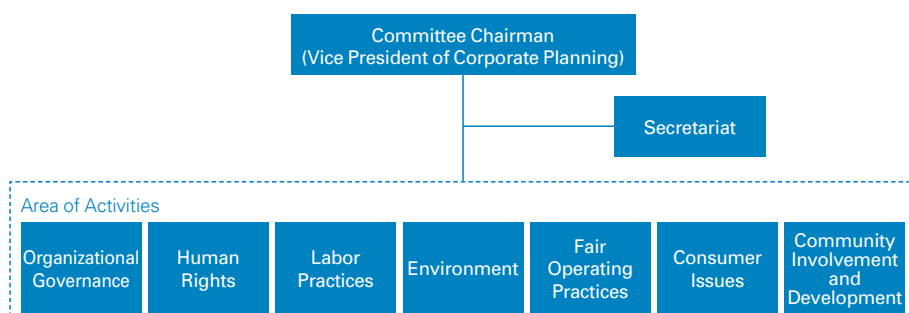 Committee Chairman
(Vice President of Corporate Planning)
Secretariat
Area of Activities
Organizational
Governance
Human
Rights
Labor
Practices
Environment
Fair
Operating
Practices
Consumer
Issues
Community
Involvement
and
Development